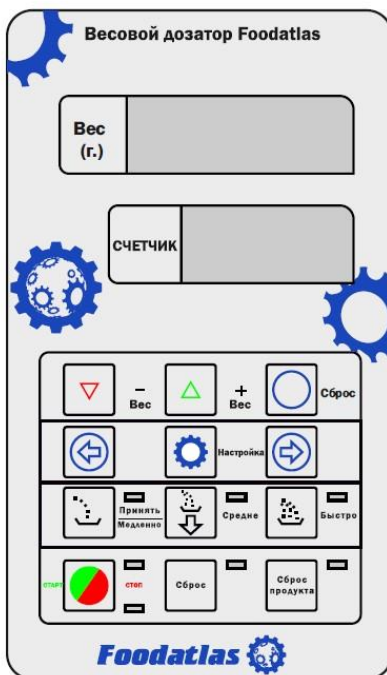 Весовой дозатор Foodatlas
Вес
(г.)
СЧЕТЧИК
– Вес
+ Вес
Сброс
Настройка
Принять
Медленно
Средне
Быстро
СТАРТ
СТОП
Сброс
Сброс
продукта
Foodatlas